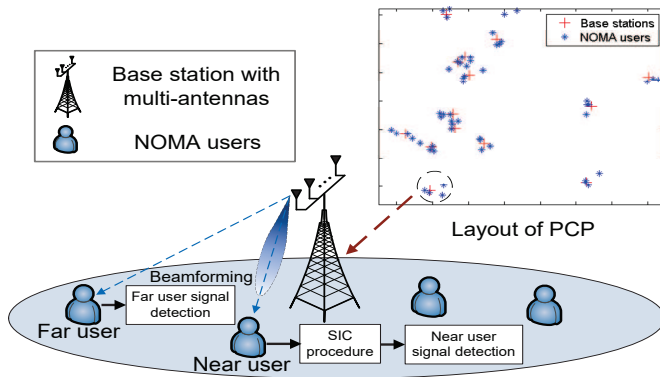 Base station with
multi-antennas
NOMA users
Base stations
NOMA users
Layout of PCP
Beamforming
Far user signal
detection
Far user
Near user
SIC
procedure
Near user
signal detection